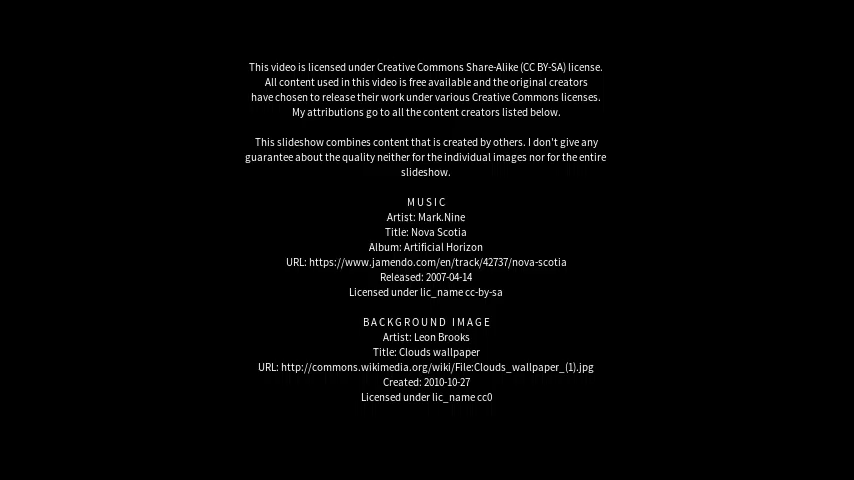 This video is licensed under Creative Commons Share-Alike (CC BY-SA) license.
All content used in this video is free available and the original creators
have chosen to release their work under various Creative Commons licenses.
My attributions go to all the content creators listed below.
This slideshow combines content that is created by others. I don't give any
guarantee about the quality neither for the individual images nor for the entire
slideshow.
M U S I C
Artist: Mark.Nine
Title: Nova Scotia
Album: Artificial Horizon
URL: https://www.jamendo.com/en/track/42737/nova-scotia
Released: 2007-04-14
Licensed under lic_name cc-by-sa
B A C K G R O U N D   I M A G E
Artist: Leon Brooks
Title: Clouds wallpaper
URL: http://commons.wikimedia.org/wiki/File:Clouds_wallpaper_(1).jpg
Created: 2010-10-27
Licensed under lic_name cc0